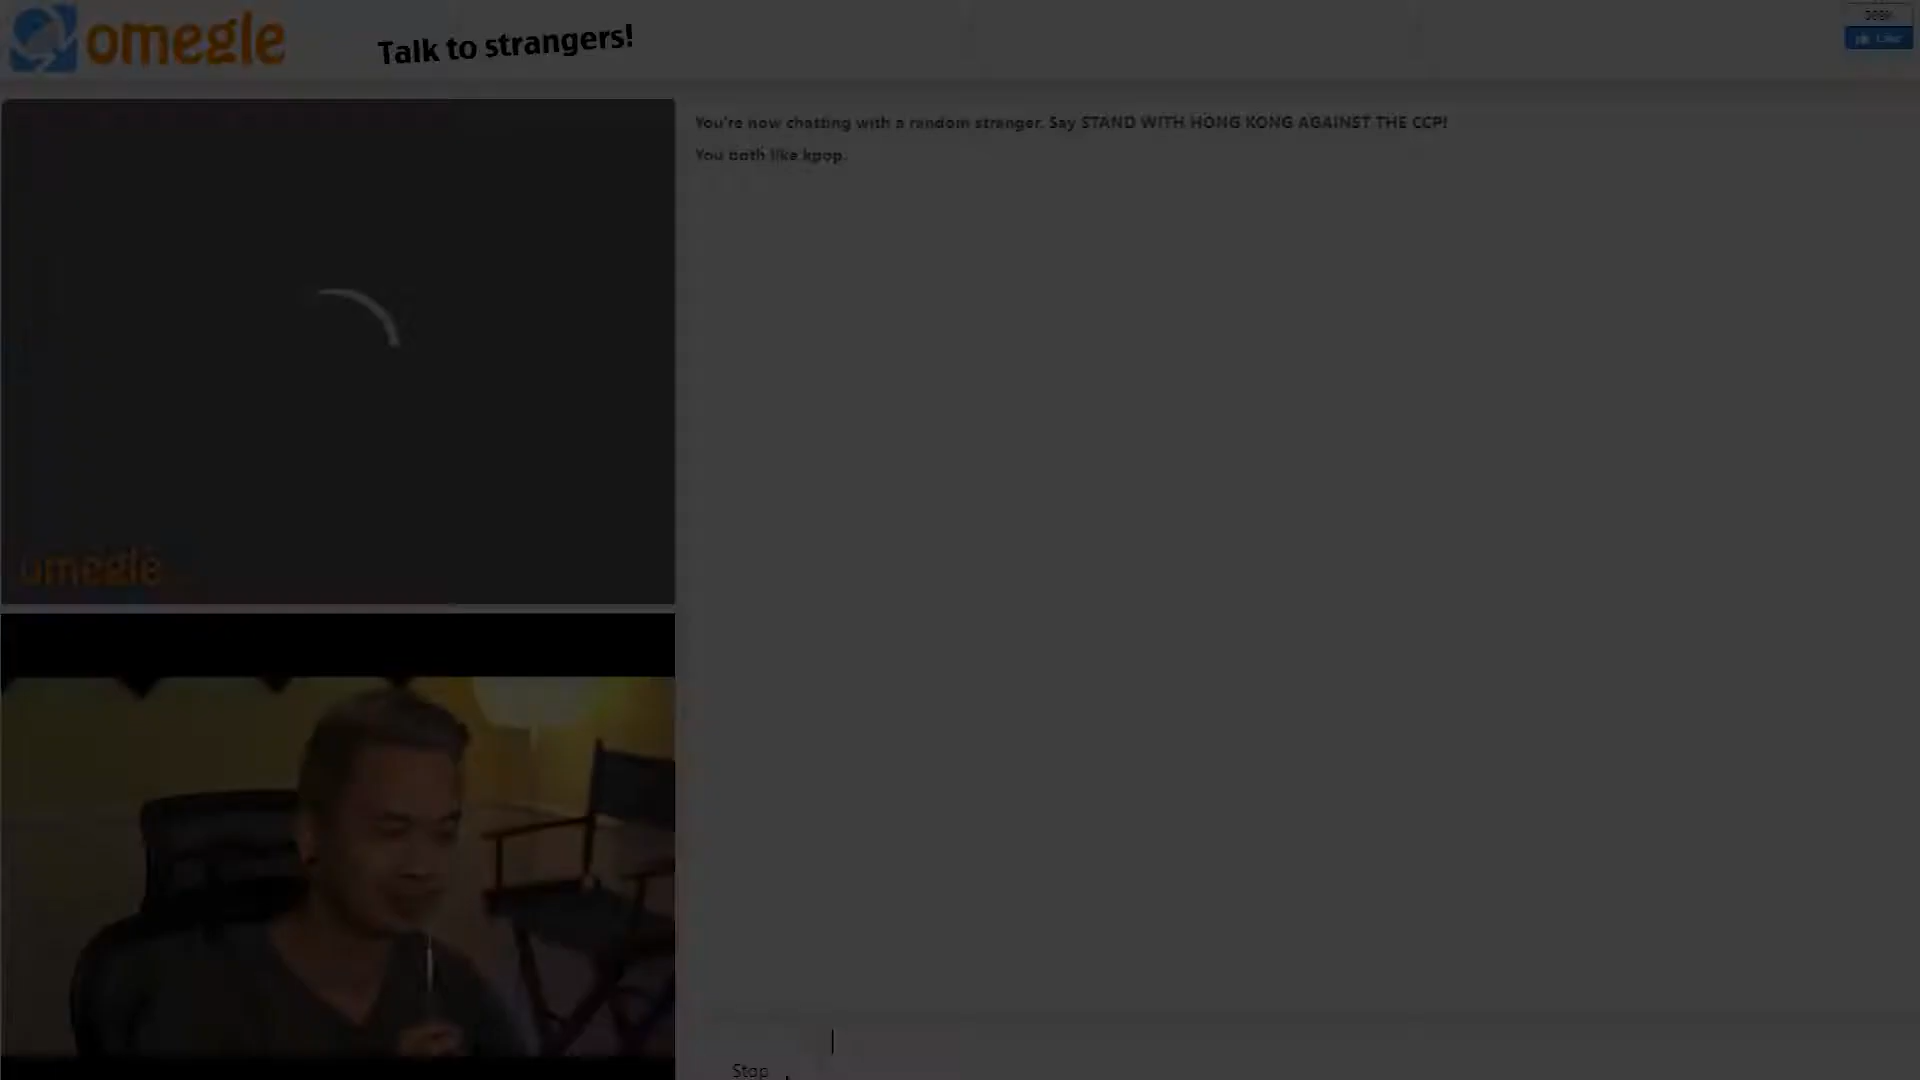 omegle
Talk to strangers!
You're now chatting with a random stranger. Say STAND WITH HONG KONG AGAINST THE CCP!
You both like kpop.
omegle
Stop